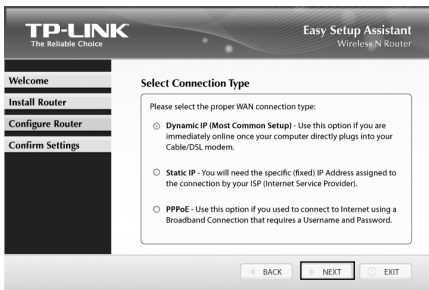 TP-LINK
The Reliable Choice
Easy Setup Assistant
Wireless N Router
Welcome
Install Router
Configure Router
Confirm Settings
Select Connection Type
Please select the proper WAN connection type:
Dynamic IP (Most Common Setup) - Use this option if you are
immediately online once your computer directly plugs into your
Cable/DSL modem.
Static IP - You will need the specific (fixed) IP Address assigned to
the connection by your ISP (Internet Service Provider).
PPPoE - Use this option if you used to connect to Internet using a
Broadband Connection that requires a Username and Password.
BACK
NEXT
EXIT